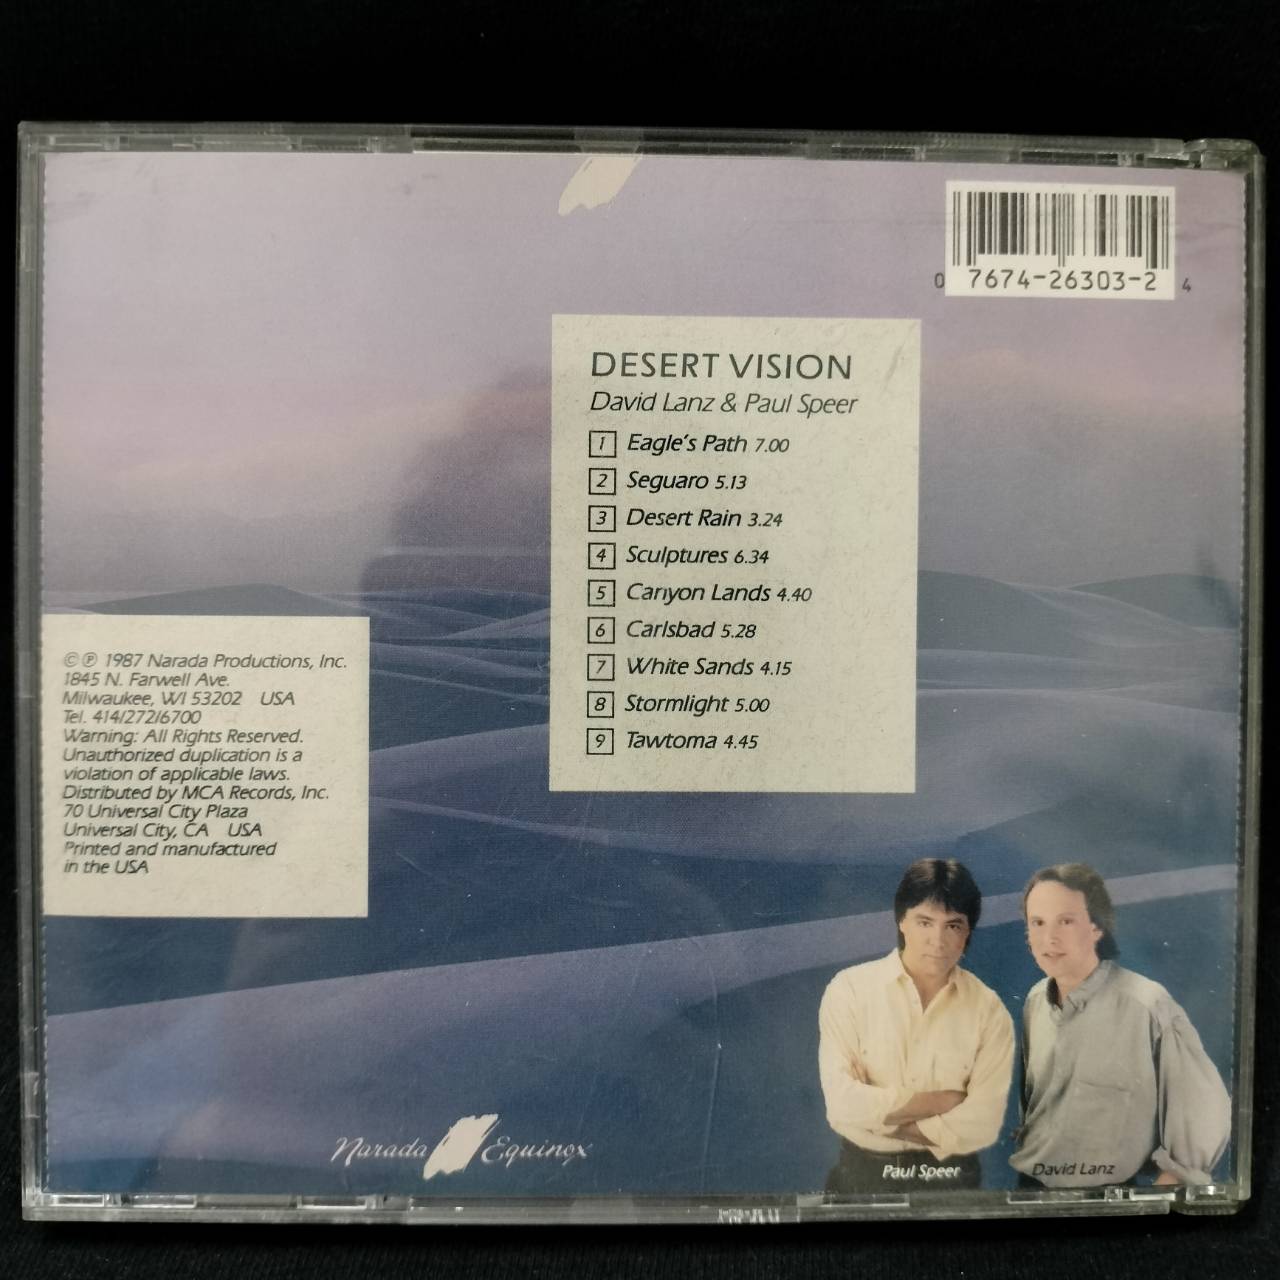 0 7674-26303-2 4
DESERT VISION
David Lanz & Paul Speer
1 Eagle's Path 7.00
2 Seguaro 5.13
3 Desert Rain 3.24
4 Sculptures 6.34
5 Canyon Lands 4.40
6 Carlsbad 5.28
7 White Sands 4.15
8 Stormlight 5.00
9 Tawtoma 4.45
© ℗ 1987 Narada Productions, Inc.
1845 N. Farwell Ave.
Milwaukee, WI 53202 USA
Tel. 414/272/6700
Warning: All Rights Reserved.
Unauthorized duplication is a
violation of applicable laws.
Distributed by MCA Records, Inc.
70 Universal City Plaza
Universal City, CA USA
Printed and manufactured
in the USA
Narada Equinox
Paul Speer
David Lanz